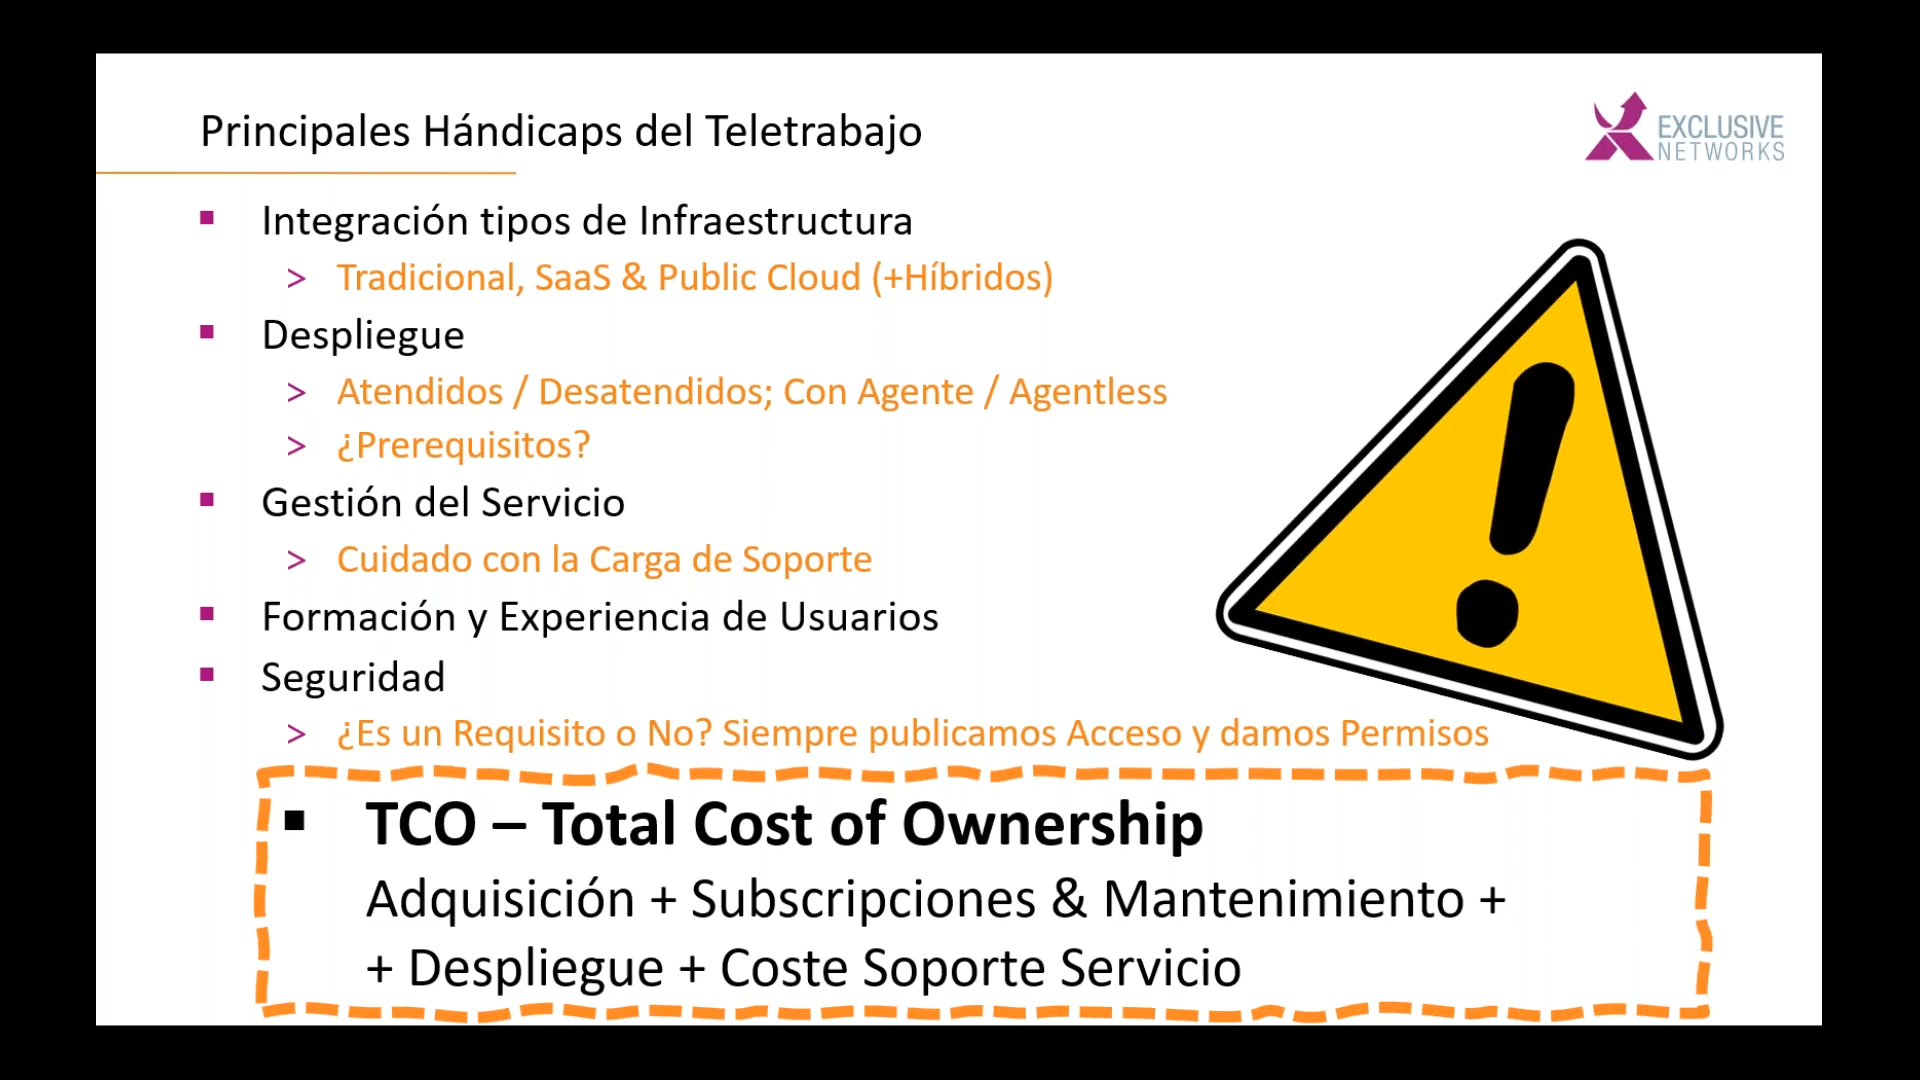 Principales Hándicaps del Teletrabajo
EXCLUSIVE
NETWORKS
▪ Integración tipos de Infraestructura
> Tradicional, SaaS & Public Cloud (+Híbridos)
▪ Despliegue
> Atendidos / Desatendidos; Con Agente / Agentless
> ¿Prerequisitos?
▪ Gestión del Servicio
> Cuidado con la Carga de Soporte
▪ Formación y Experiencia de Usuarios
▪ Seguridad
> ¿Es un Requisito o No? Siempre publicamos Acceso y damos Permisos
▪ TCO – Total Cost of Ownership
Adquisición + Subscripciones & Mantenimiento +
+ Despliegue + Coste Soporte Servicio